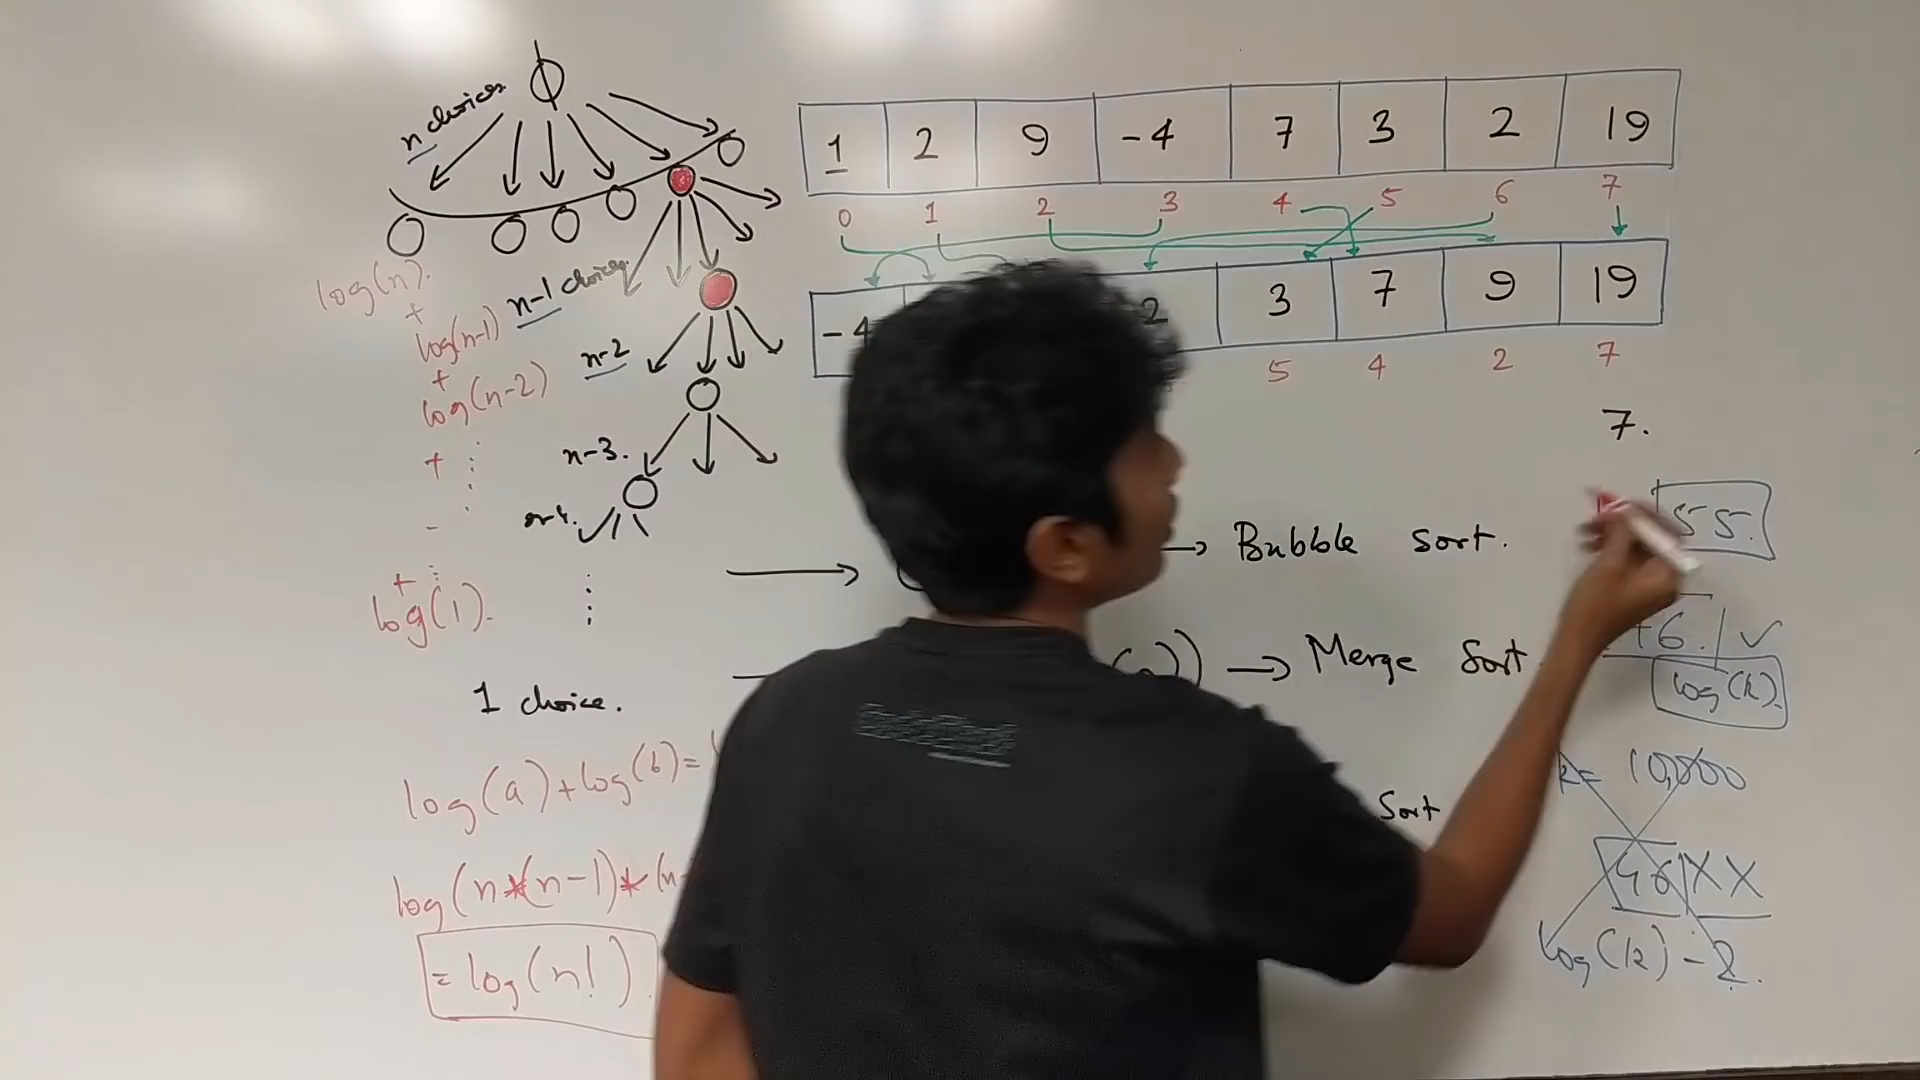 n choices
1 2 9 -4 7 3 2 19
0 1 2 3 4 5 6 7
-4 2 3 7 9 19
5 4 2 7
log(n).
+
log(n-1)
n-1 choices.
+
log(n-2)
n-2
+
n-3.
n-4.
+
log(1).
1 choice.
7.
55.
→ Bubble sort.
→ Merge Sort
+6. | ✓
log(k).
Sort
k= 10,000
46 | X X
log(k) - 2.
log(a) + log(b) =
log(n*(n-1)*(n-
= log(n!).